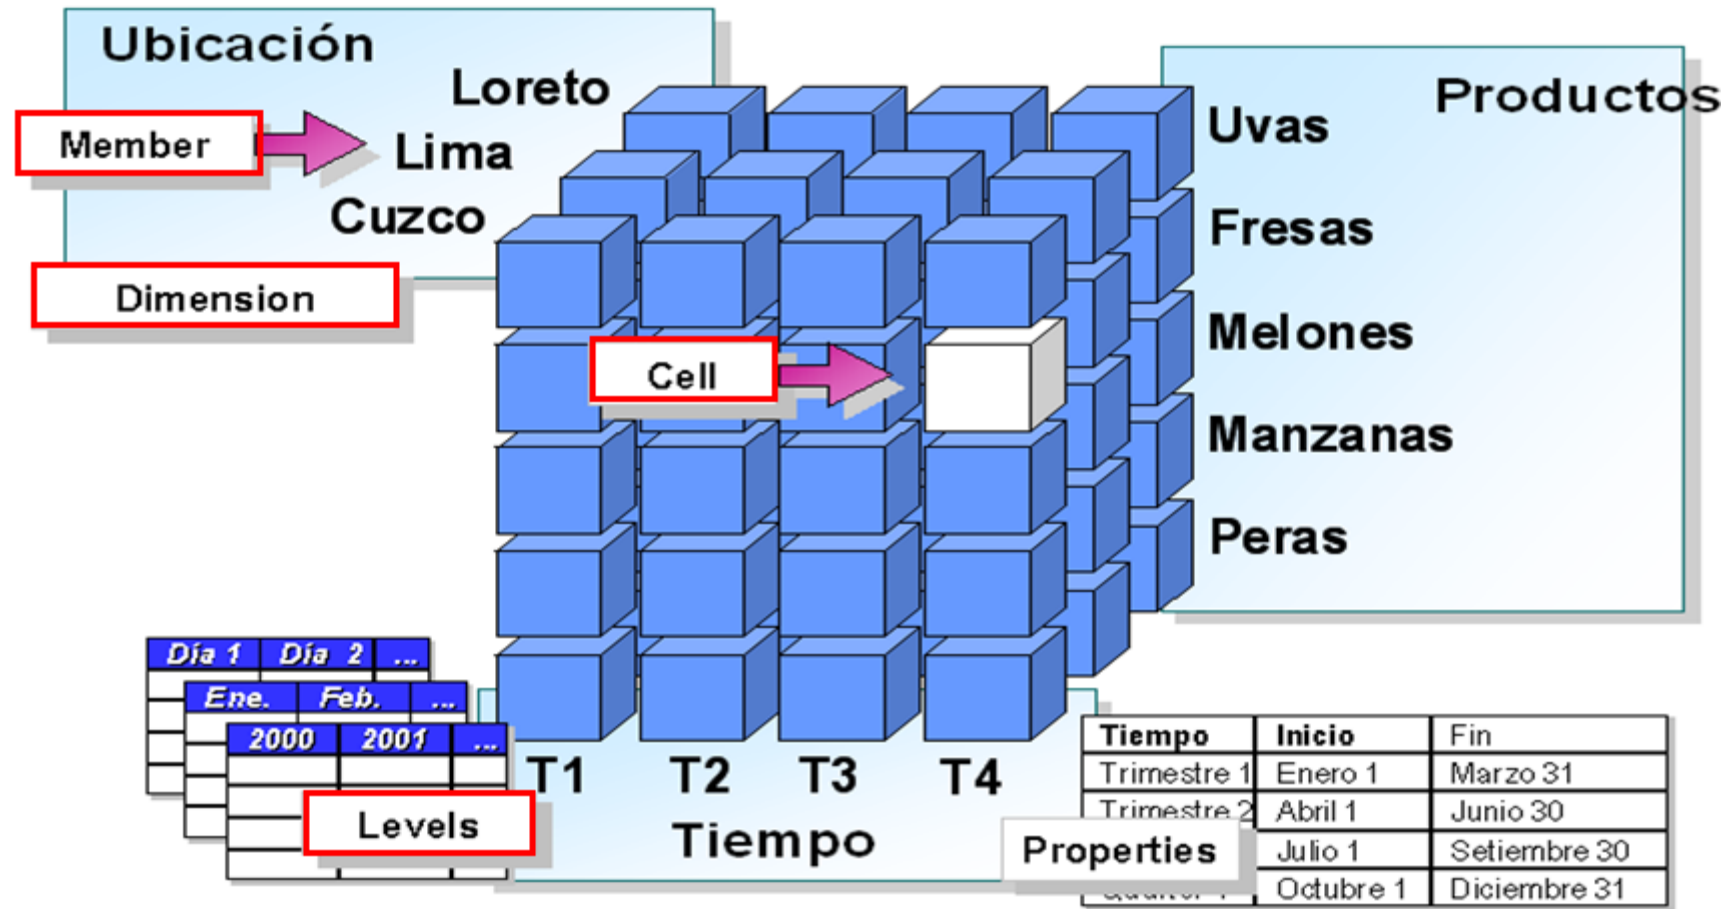 Ubicación
Loreto
Member
Lima
Cuzco
Dimension
Productos
Uvas
Fresas
Melones
Manzanas
Peras
Cell
Día 1 Día 2 ...
Ene. Feb. ...
2000 2001 ...
Levels
T1 T2 T3 T4
Tiempo
Properties
Tiempo Inicio Fin
Trimestre 1 Enero 1 Marzo 31
Trimestre 2 Abril 1 Junio 30
Julio 1 Setiembre 30
Octubre 1 Diciembre 31